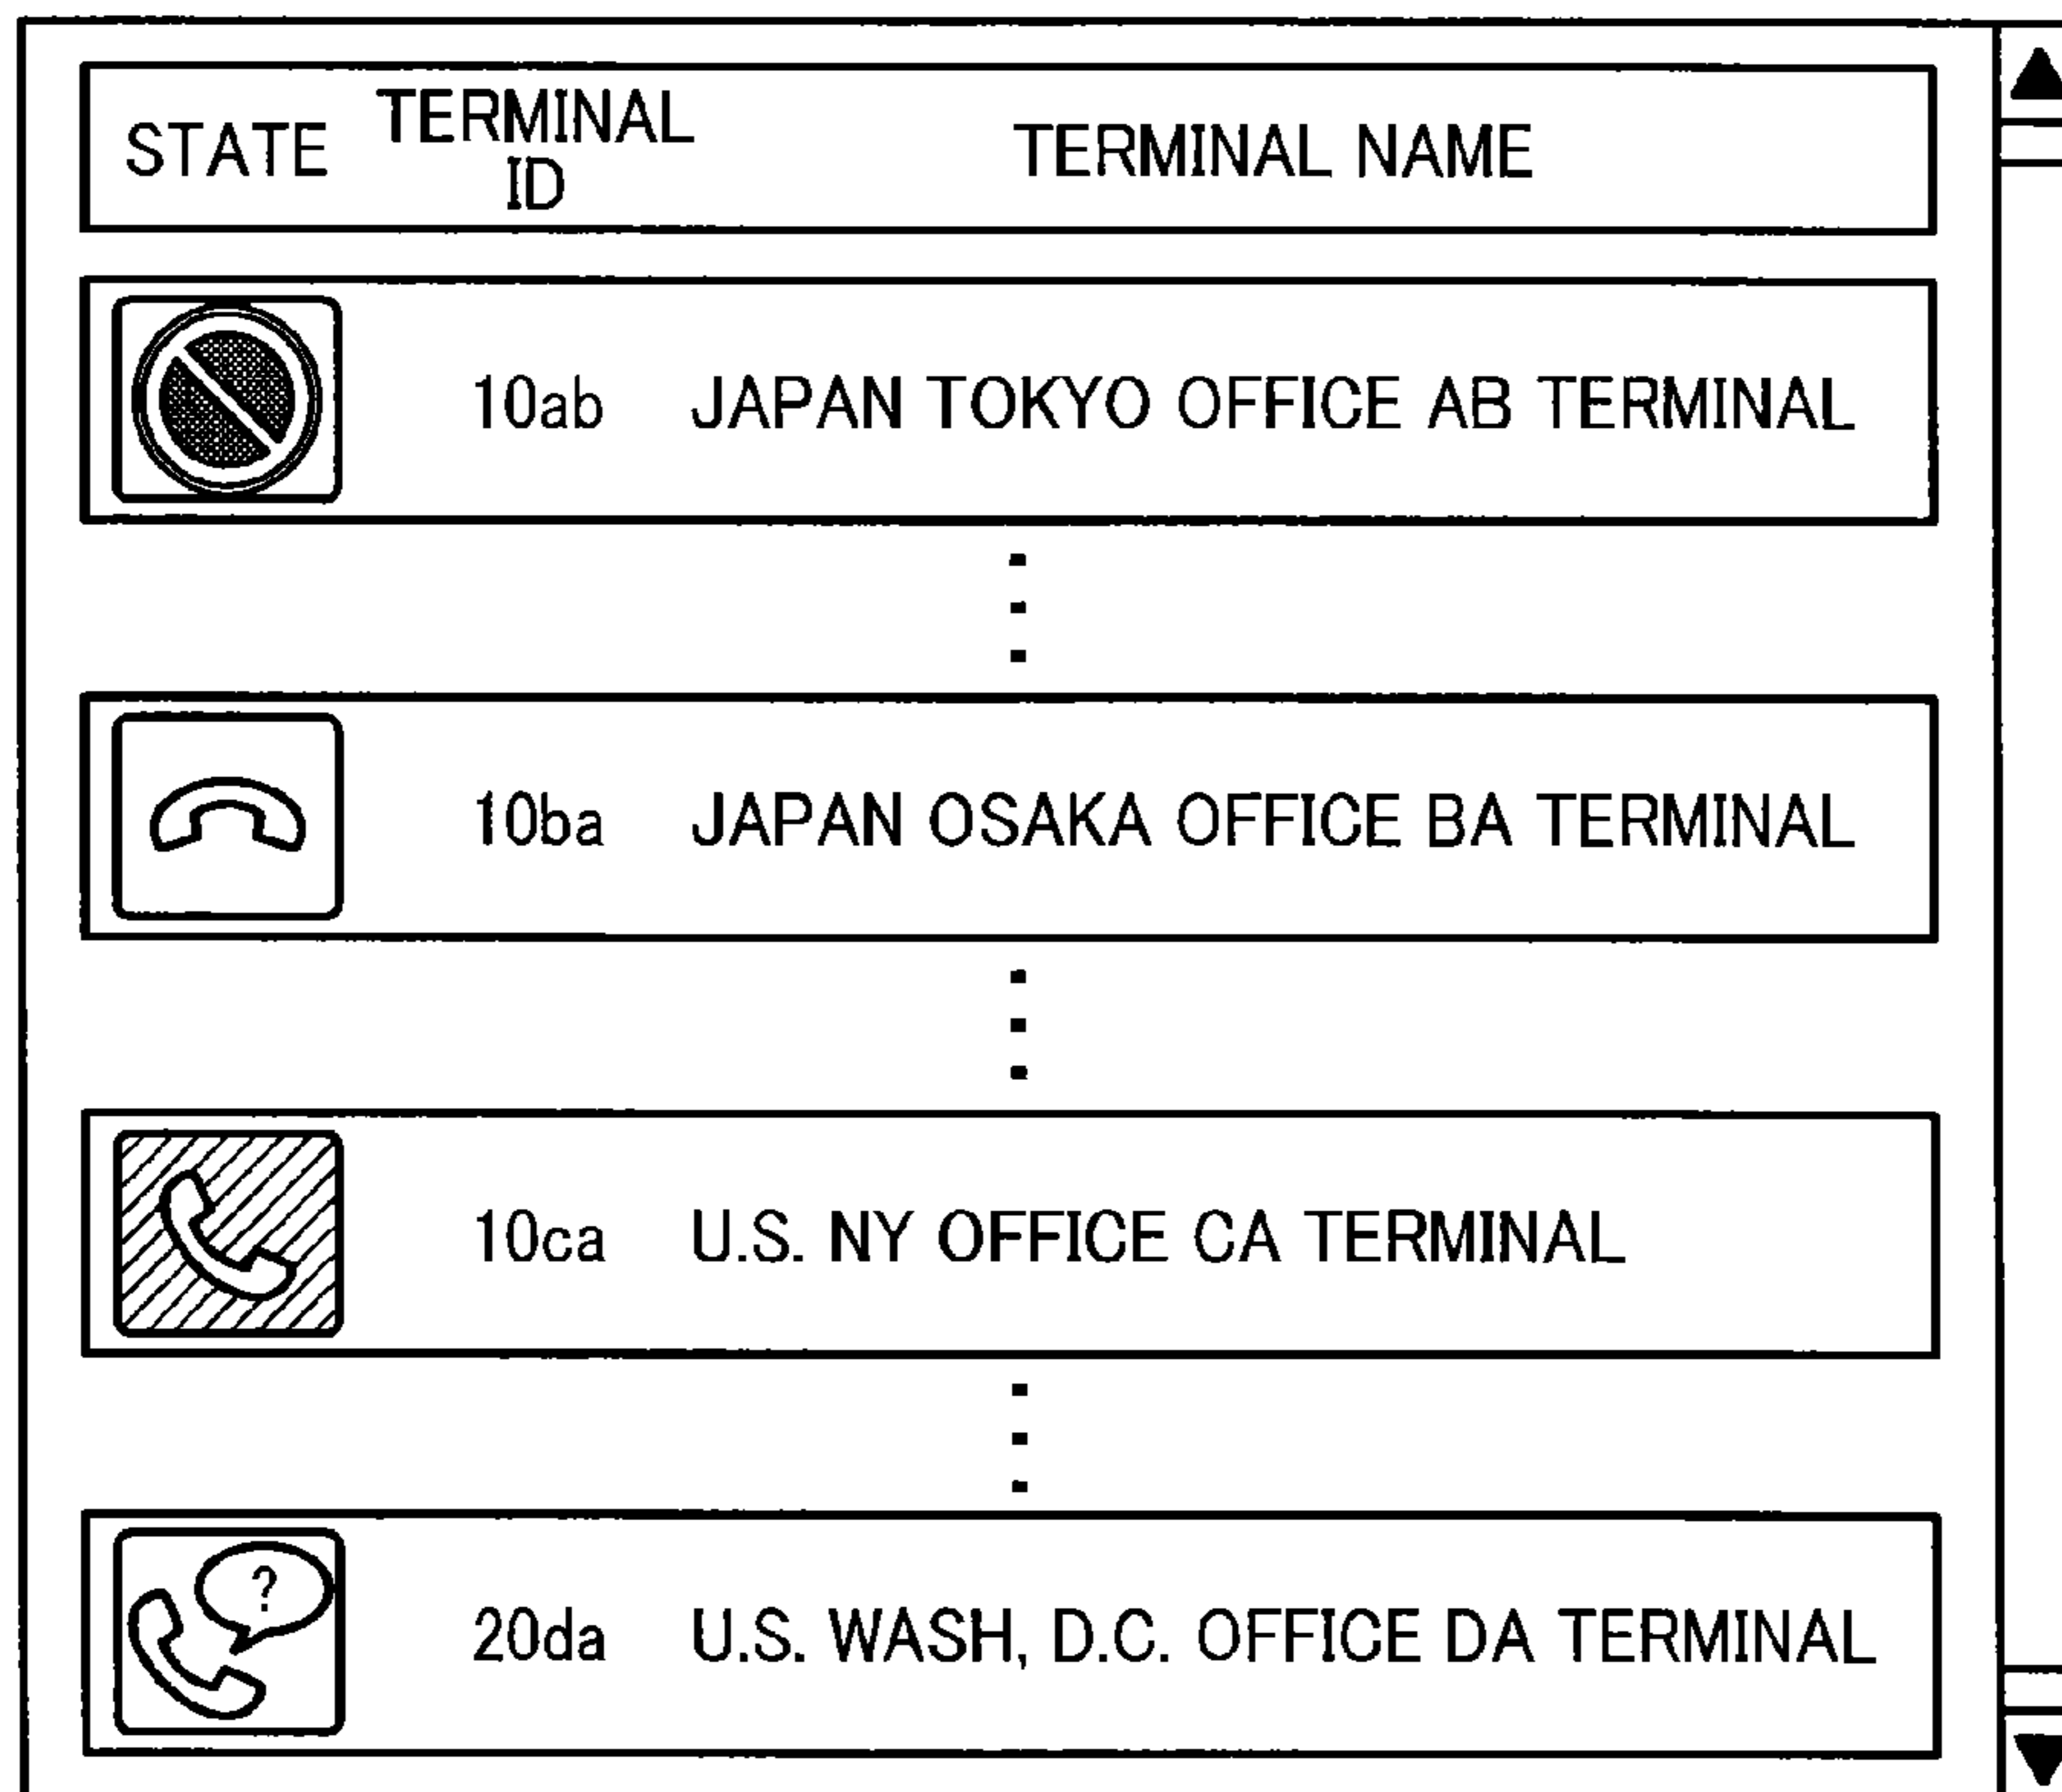 STATE TERMINAL ID TERMINAL NAME
10ab JAPAN TOKYO OFFICE AB TERMINAL
10ba JAPAN OSAKA OFFICE BA TERMINAL
10ca U.S. NY OFFICE CA TERMINAL
?
20da U.S. WASH, D.C. OFFICE DA TERMINAL